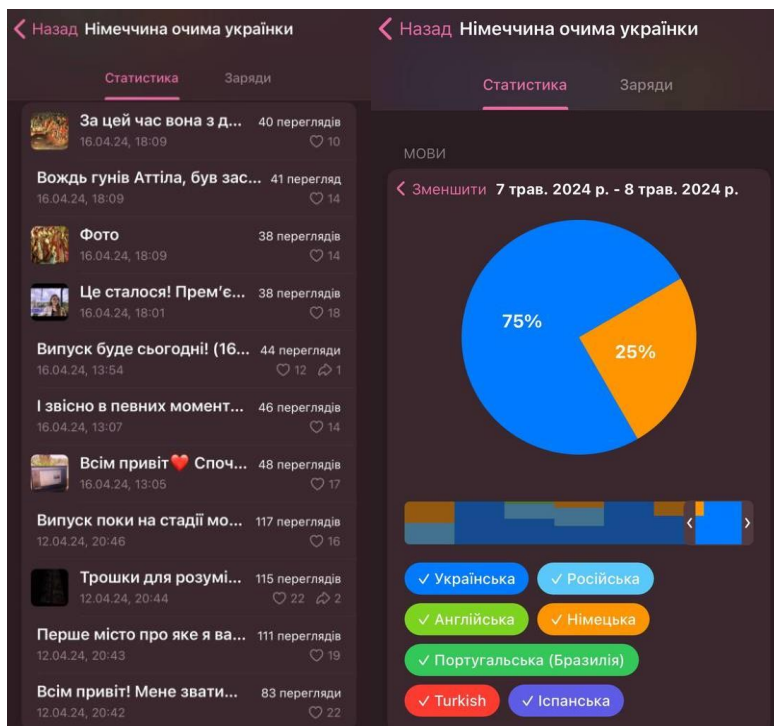 Назад Німеччина очима українки
Статистика Заряди
За цей час вона з д... 40 переглядів
16.04.24, 18:09 10
Вождь гунів Аттіла, був зас... 41 перегляд
16.04.24, 18:09 14
Фото 38 переглядів
16.04.24, 18:09 14
Це сталося! Прем’є... 38 переглядів
16.04.24, 18:01 18
Випуск буде сьогодні! (16... 44 перегляди
16.04.24, 13:54 12 1
І звісно в певних момент... 46 переглядів
16.04.24, 13:07 14
Всім привіт❤️ Споч... 48 переглядів
16.04.24, 13:05 17
Випуск поки на стадії мо... 117 переглядів
12.04.24, 20:46 16
Трошки для розумі... 115 переглядів
12.04.24, 20:44 22 2
Перше місто про яке я ва... 111 переглядів
12.04.24, 20:43 19
Всім привіт! Мене звати... 83 перегляди
12.04.24, 20:42 22
Назад Німеччина очима українки
Статистика Заряди
МОВИ
Зменшити 7 трав. 2024 р. - 8 трав. 2024 р.
75%
25%
✓ Українська ✓ Російська
✓ Англійська ✓ Німецька
✓ Португальська (Бразилія)
✓ Turkish ✓ Іспанська